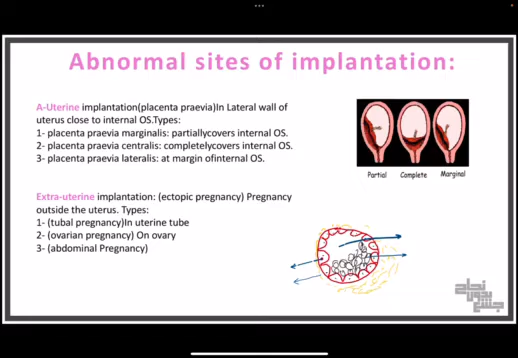 Abnormal sites of implantation:
A-Uterine implantation(placenta praevia)In Lateral wall of
uterus close to internal OS.Types:
1- placenta praevia marginalis: partiallycovers internal OS.
2- placenta praevia centralis: completelycovers internal OS.
3- placenta praevia lateralis: at margin ofinternal OS.
Partial Complete Marginal
Extra-uterine implantation: (ectopic pregnancy) Pregnancy
outside the uterus. Types:
1- (tubal pregnancy)In uterine tube
2- (ovarian pregnancy) On ovary
3- (abdominal Pregnancy)